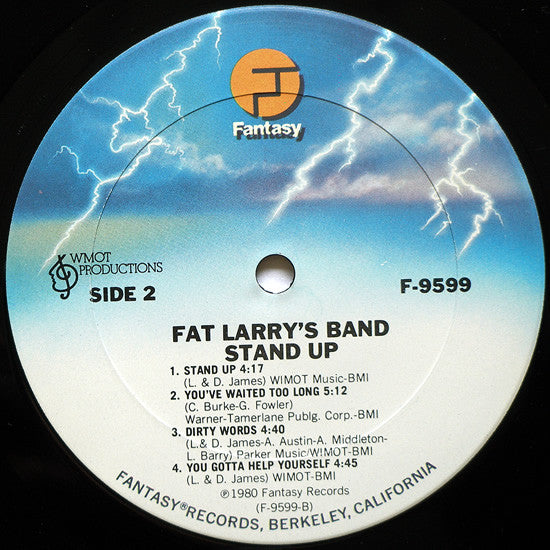 Fantasy
WMOT
PRODUCTIONS
SIDE 2
F-9599
FAT LARRY'S BAND
STAND UP
1. STAND UP 4:17
(L. & D. James) WIMOT Music-BMI
2. YOU'VE WAITED TOO LONG 5:12
(C. Burke-G. Fowler)
Warner-Tamerlane Publg. Corp.-BMI
3. DIRTY WORDS 4:40
(L.& D. James-A. Austin-A. Middleton-
L. Barry) Parker Music/WIMOT-BMI
4. YOU GOTTA HELP YOURSELF 4:45
(L. & D. James) WIMOT-BMI
℗1980 Fantasy Records
(F-9599-B)
FANTASY®RECORDS, BERKELEY, CALIFORNIA